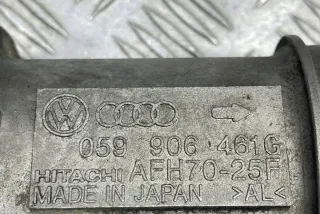 059 906 461G
HITACHI AFH70-25F
MADE IN JAPAN >AL<